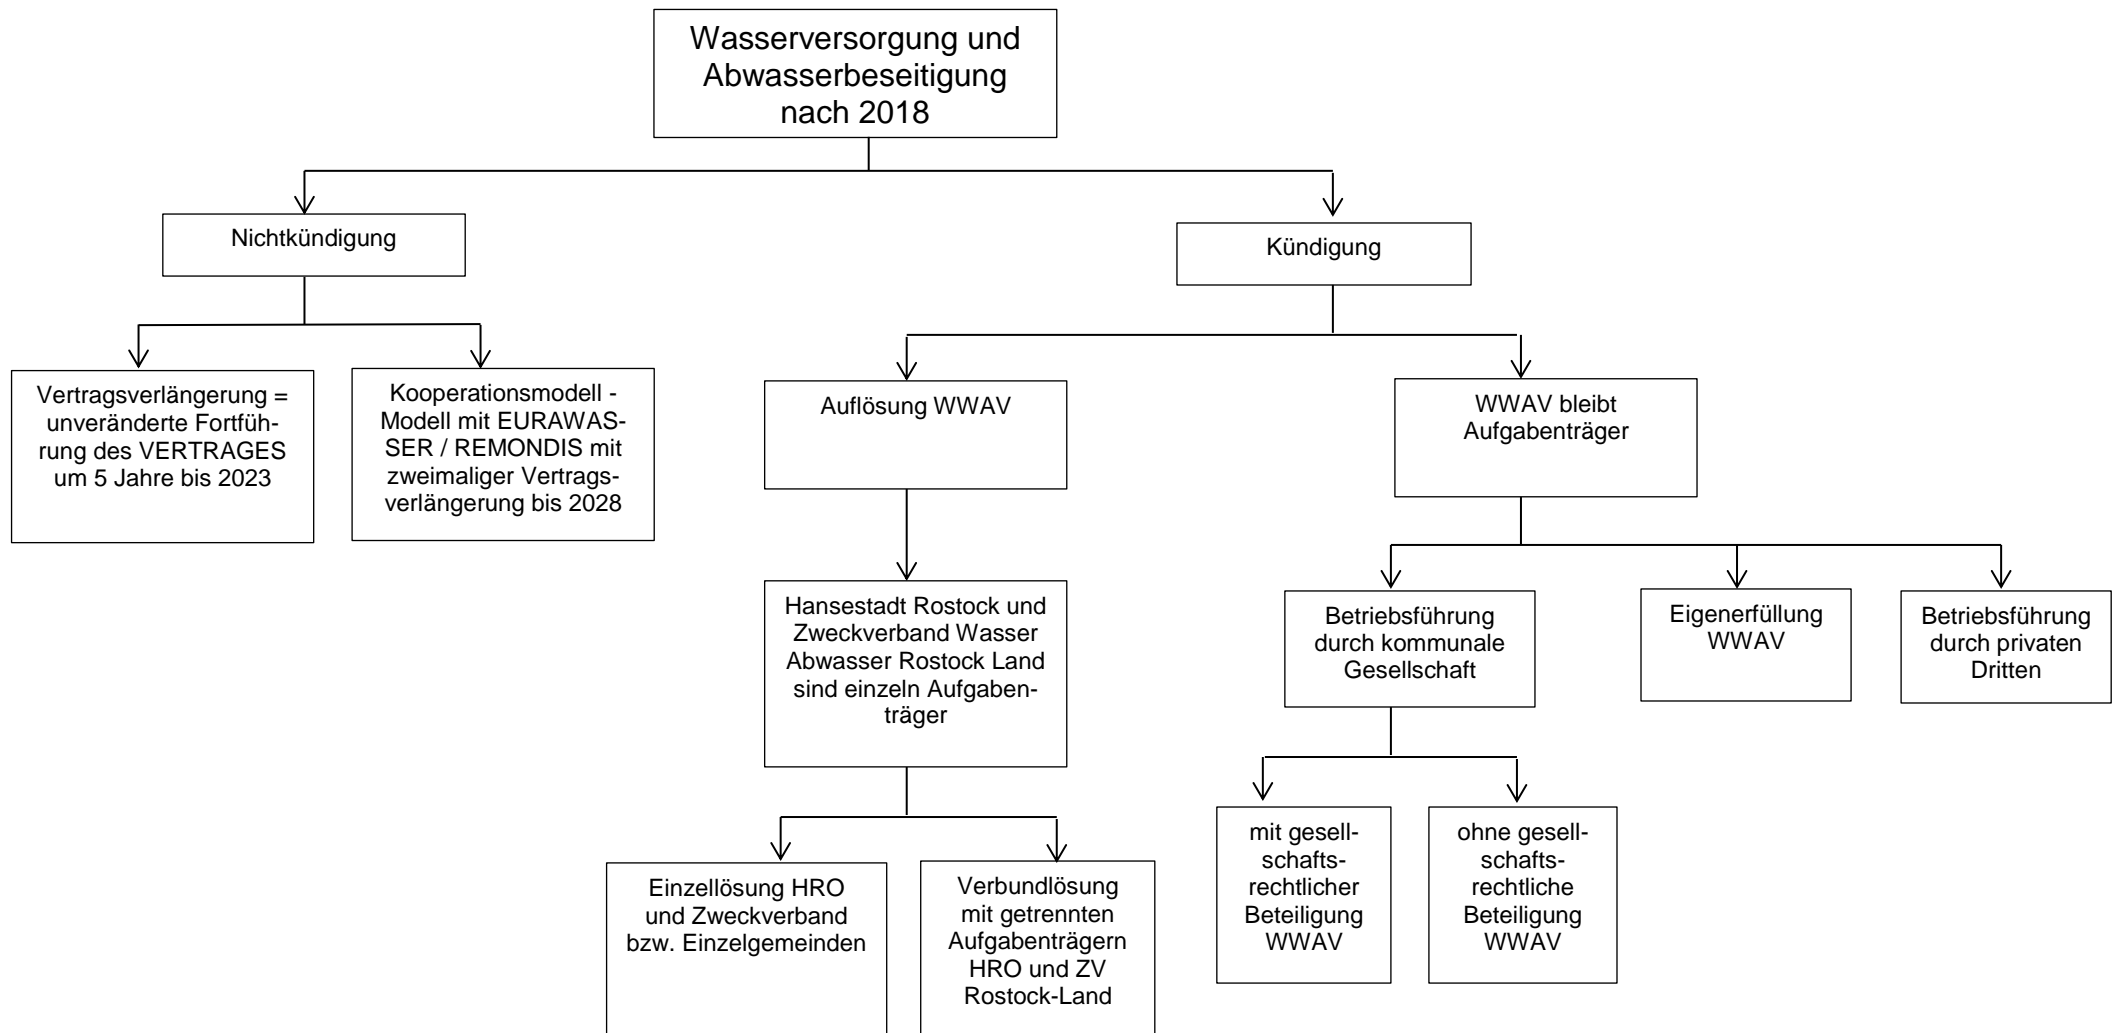 Wasserversorgung und
Abwasserbeseitigung
nach 2018
Nichtkündigung
Kündigung
Vertragsverlängerung =
unveränderte Fortfüh-
rung des VERTRAGES
um 5 Jahre bis 2023
Kooperationsmodell -
Modell mit EURAWAS-
SER / REMONDIS mit
zweimaliger Vertrags-
verlängerung bis 2028
Auflösung WWAV
WWAV bleibt
Aufgabenträger
Hansestadt Rostock und
Zweckverband Wasser
Abwasser Rostock Land
sind einzeln Aufgaben-
träger
Betriebsführung
durch kommunale
Gesellschaft
Eigenerfüllung
WWAV
Betriebsführung
durch privaten
Dritten
Einzellösung HRO
und Zweckverband
bzw. Einzelgemeinden
Verbundlösung
mit getrennten
Aufgabenträgern
HRO und ZV
Rostock-Land
mit gesell-
schafts-
rechtlicher
Beteiligung
WWAV
ohne gesell-
schafts-
rechtliche
Beteiligung
WWAV